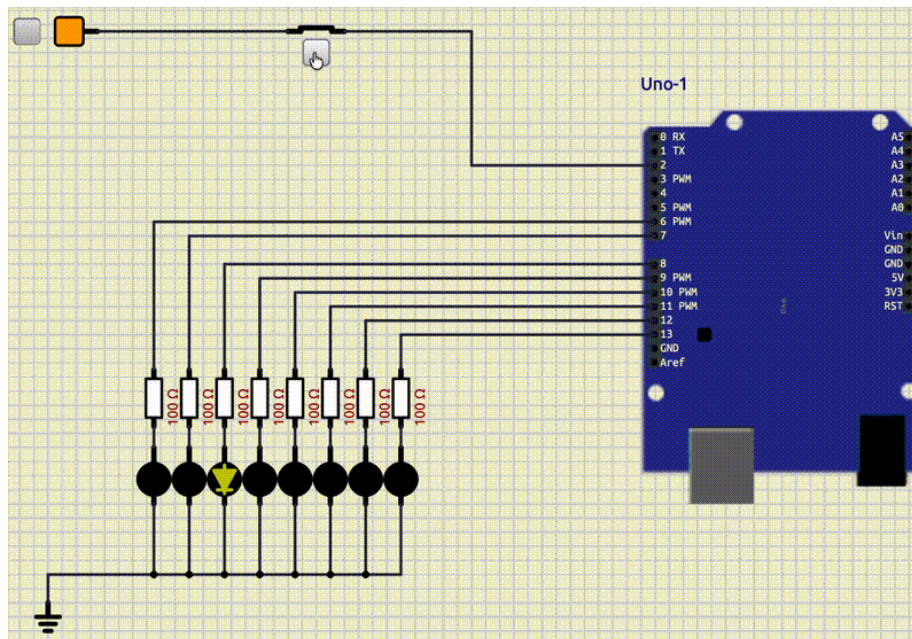 Uno-1
0 RX
1 TX
2
3 PWM
4
5 PWM
6 PWM
7
8
9 PWM
10 PWM
11 PWM
12
13
GND
Aref
A5
A4
A3
A2
A1
A0
Vin
GND
GND
5V
3V3
RST
Uno
100 Ω
100 Ω
100 Ω
100 Ω
100 Ω
100 Ω
100 Ω
100 Ω